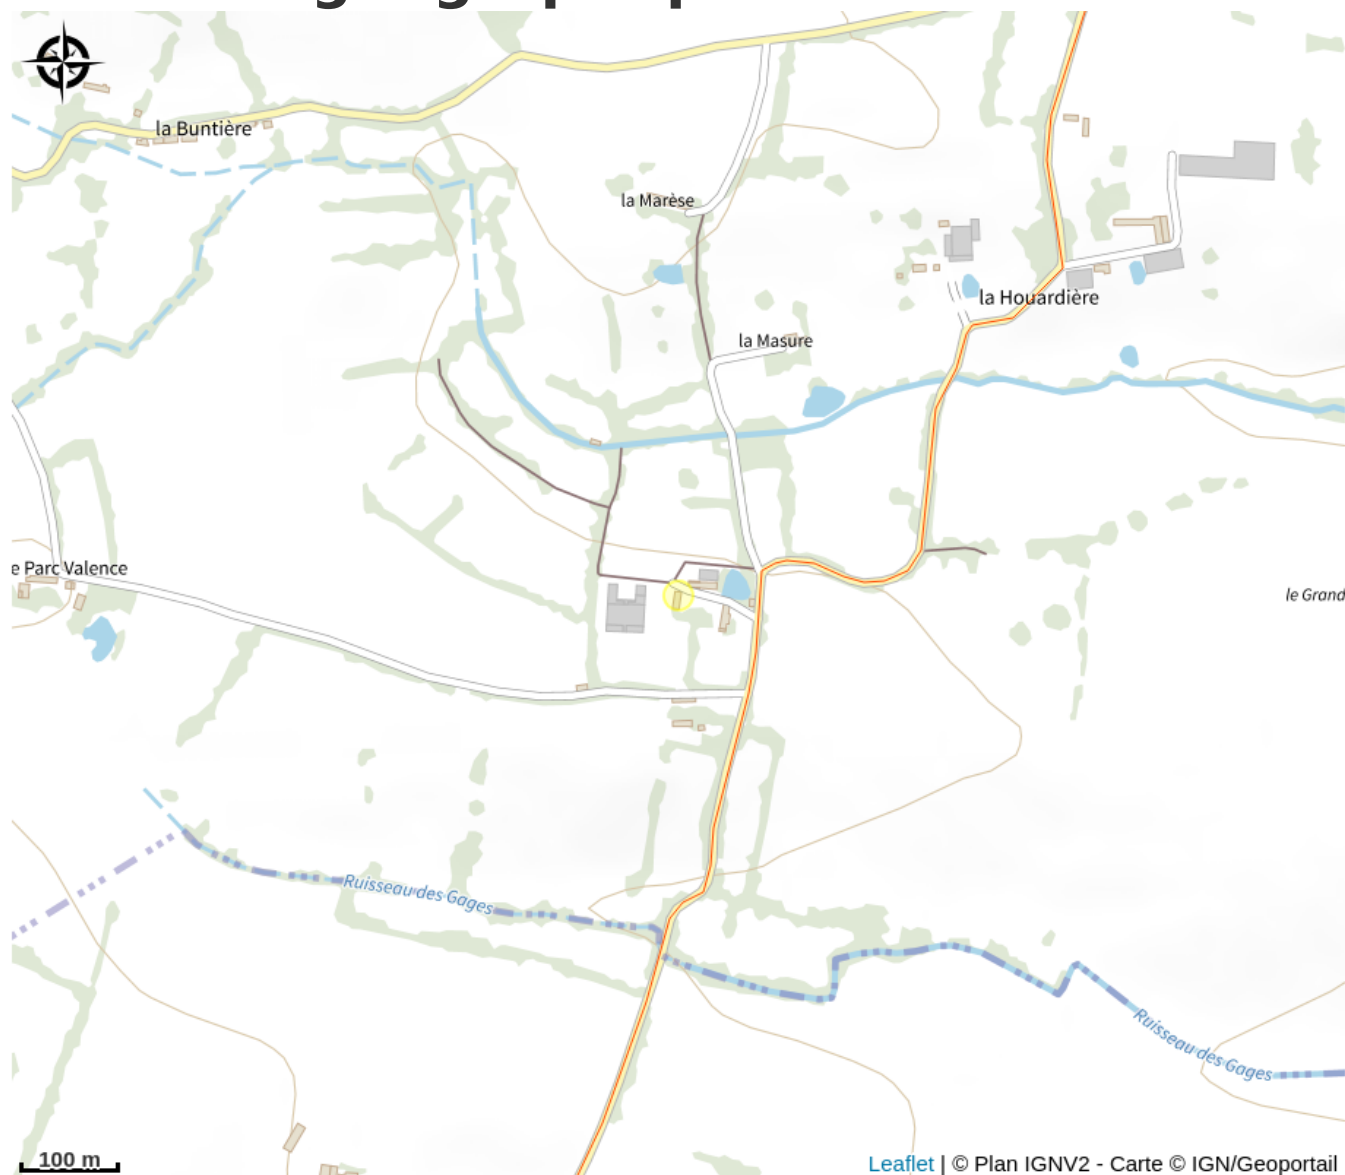 la Buntière
la Marèse
la Houardière
la Masure
e Parc Valence
le Grand
Ruisseau des Gages
Ruisseau des Gages
100 m
Leaflet | © Plan IGNV2 - Carte © IGN/Geoportail